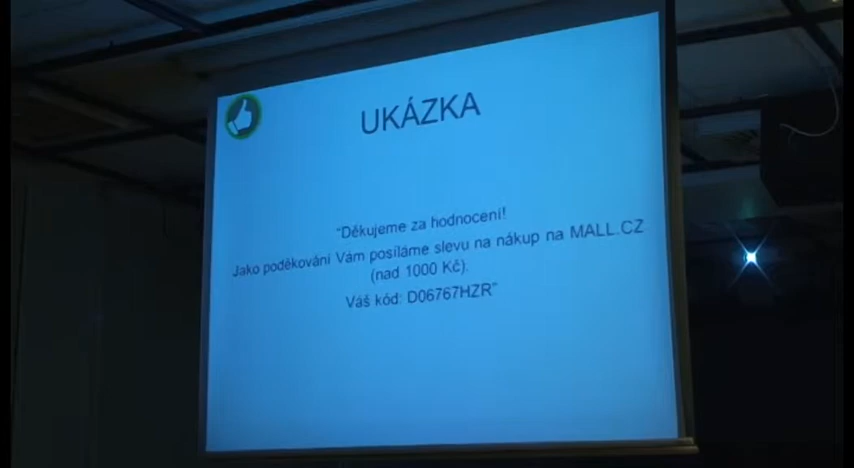 UKÁZKA
"Děkujeme za hodnocení!
Jako poděkování Vám posíláme slevu na nákup na MALL.CZ
(nad 1000 Kč).
Váš kód: D06767HZR"